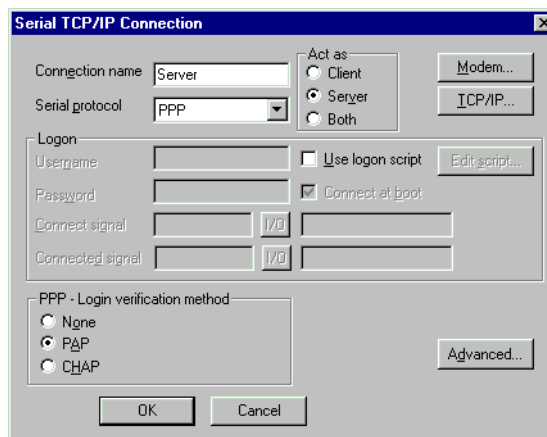 Serial TCP/IP Connection
Connection name Server
Serial protocol PPP
Act as
Client
Server
Both
Modem...
TCP/IP...
Logon
Username
Use logon script
Edit script...
Password
Connect at boot
Connect signal I/O
Connected signal I/O
PPP - Login verification method
None
PAP
CHAP
Advanced...
OK Cancel